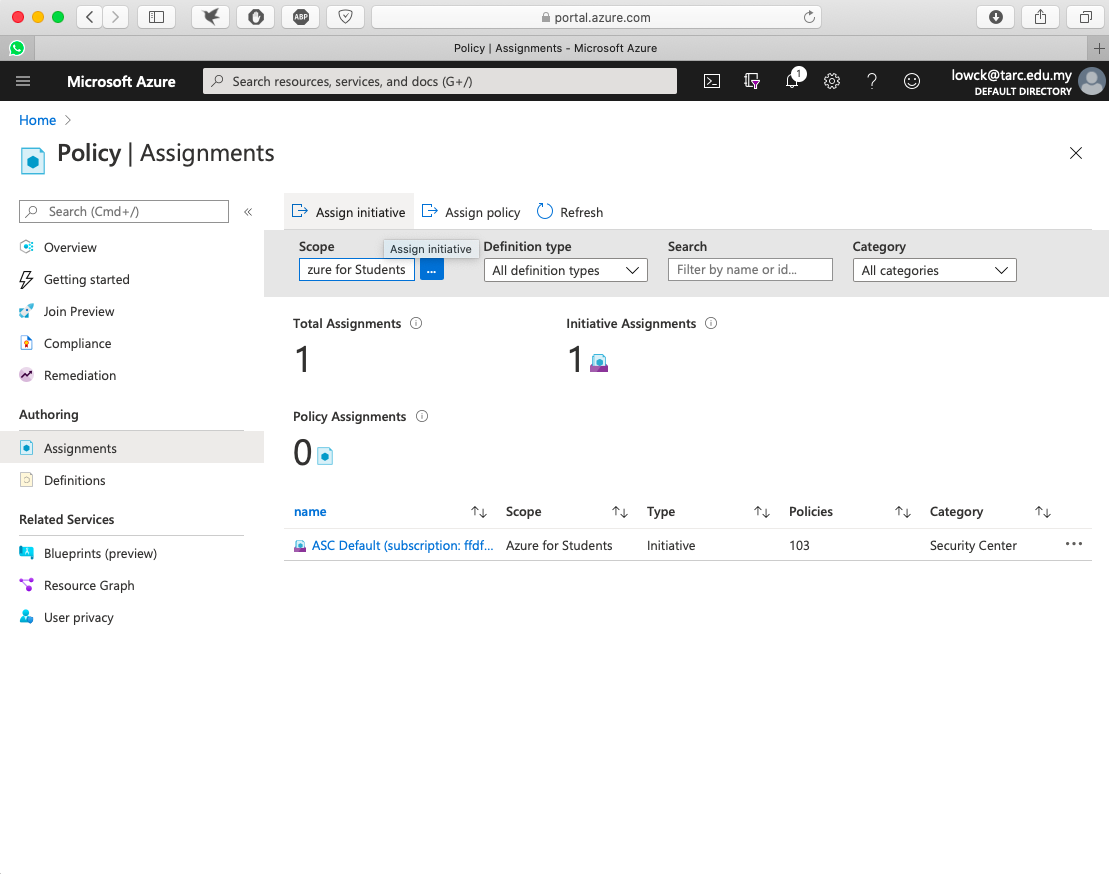 ABP
portal.azure.com
Policy | Assignments - Microsoft Azure
Microsoft Azure
Search resources, services, and docs (G+/)
1
lowck@tarc.edu.my
DEFAULT DIRECTORY
Home
Policy | Assignments
Search (Cmd+/)
Overview
Getting started
Join Preview
Compliance
Remediation
Authoring
Assignments
Definitions
Related Services
Blueprints (preview)
Resource Graph
User privacy
Assign initiative
Assign policy
Refresh
Scope
Assign initiative
Definition type
Search
Category
zure for Students
...
All definition types
Filter by name or id...
All categories
Total Assignments
1
Initiative Assignments
1
Policy Assignments
0
name
Scope
Type
Policies
Category
ASC Default (subscription: ffdf...
Azure for Students
Initiative
103
Security Center